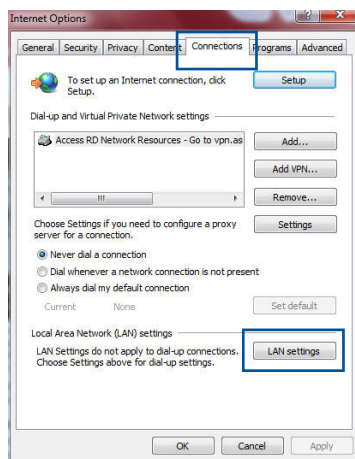 Internet Options
General Security Privacy Content Connections Programs Advanced
To set up an Internet connection, click
Setup.
Setup
Dial-up and Virtual Private Network settings
Access RD Network Resources - Go to vpn.as
Add...
Add VPN...
Remove...
Choose Settings if you need to configure a proxy
server for a connection.
Settings
Never dial a connection
Dial whenever a network connection is not present
Always dial my default connection
Current None
Set default
Local Area Network (LAN) settings
LAN Settings do not apply to dial-up connections.
Choose Settings above for dial-up settings.
LAN settings
OK Cancel Apply